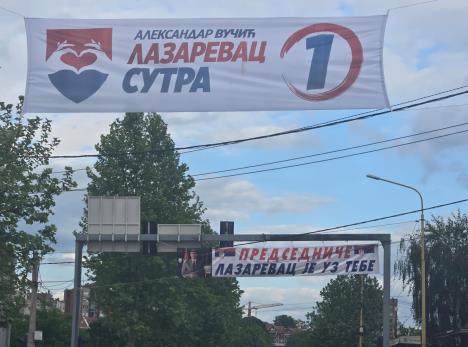 АЛЕКСАНДАР ВУЧИЋ
ЛАЗАРЕВАЦ
СУТРА
1
ПРЕДСЕДНИЧЕ
ЛАЗАРЕВАЦ ЈЕ УЗ ТЕБЕ